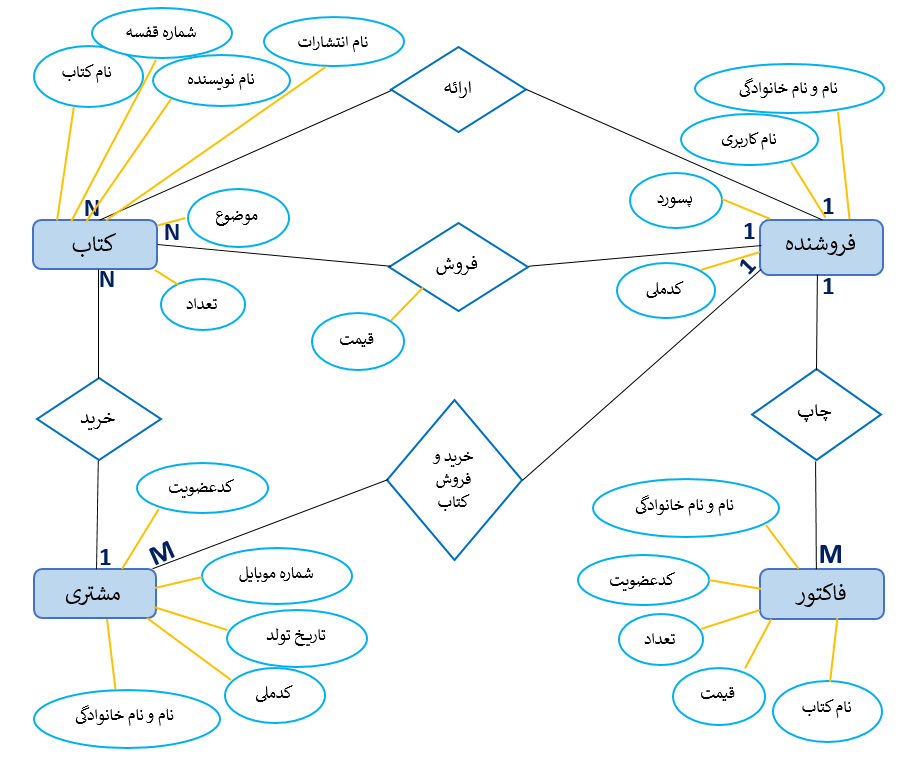 شماره قفسه
نام انتشارات
نام کتاب
نام نویسنده
ارائه
نام و نام خانوادگی
نام کاربری
پسورد
N
1
موضوع
N
1
کتاب
فروش
فروشنده
1
N
1
تعداد
کدملی
قیمت
خرید
خرید و
فروش
کتاب
چاپ
کدعضویت
نام و نام خانوادگی
1
M
M
شماره موبایل
کدعضویت
مشتری
فاکتور
تاریخ تولد
تعداد
کدملی
قیمت
نام کتاب
نام و نام خانوادگی